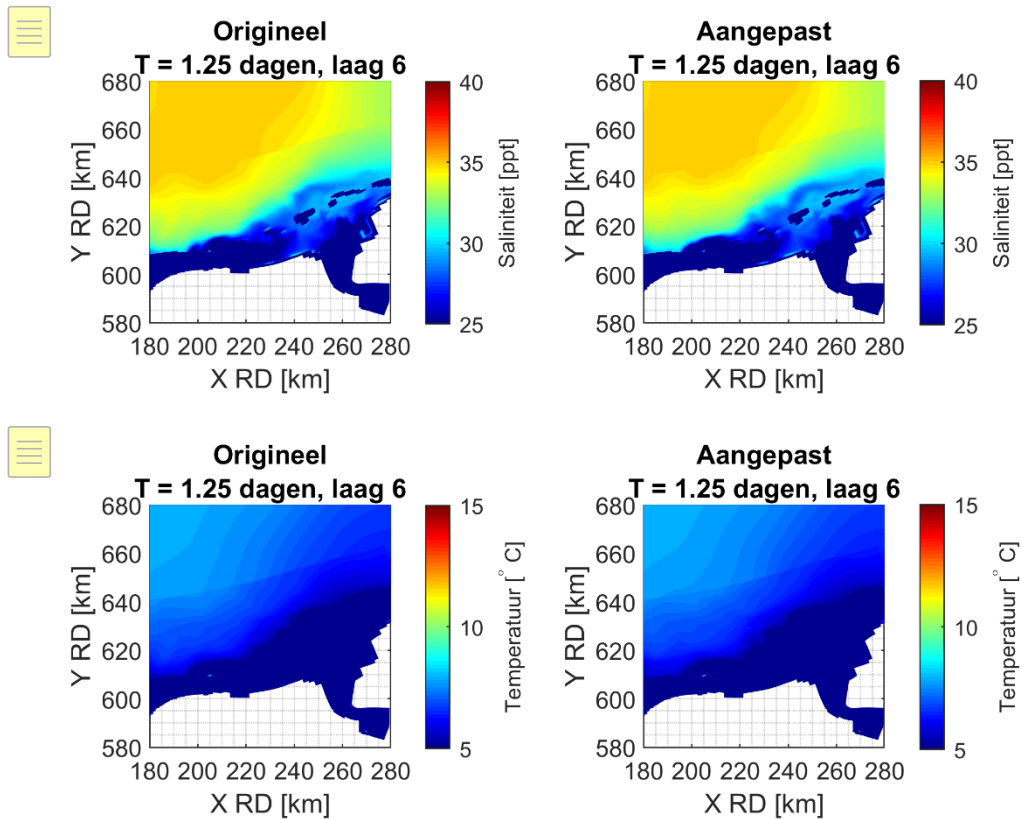 Origineel
T = 1.25 dagen, laag 6
680
660
640
620
600
580
Y RD [km]
180 200 220 240 260 280
X RD [km]
40
35
30
25
Saliniteit [ppt]
Aangepast
T = 1.25 dagen, laag 6
680
660
640
620
600
580
Y RD [km]
180 200 220 240 260 280
X RD [km]
40
35
30
25
Saliniteit [ppt]
Origineel
T = 1.25 dagen, laag 6
680
660
640
620
600
580
Y RD [km]
180 200 220 240 260 280
X RD [km]
15
10
5
Temperatuur [° C]
Aangepast
T = 1.25 dagen, laag 6
680
660
640
620
600
580
Y RD [km]
180 200 220 240 260 280
X RD [km]
15
10
5
Temperatuur [° C]